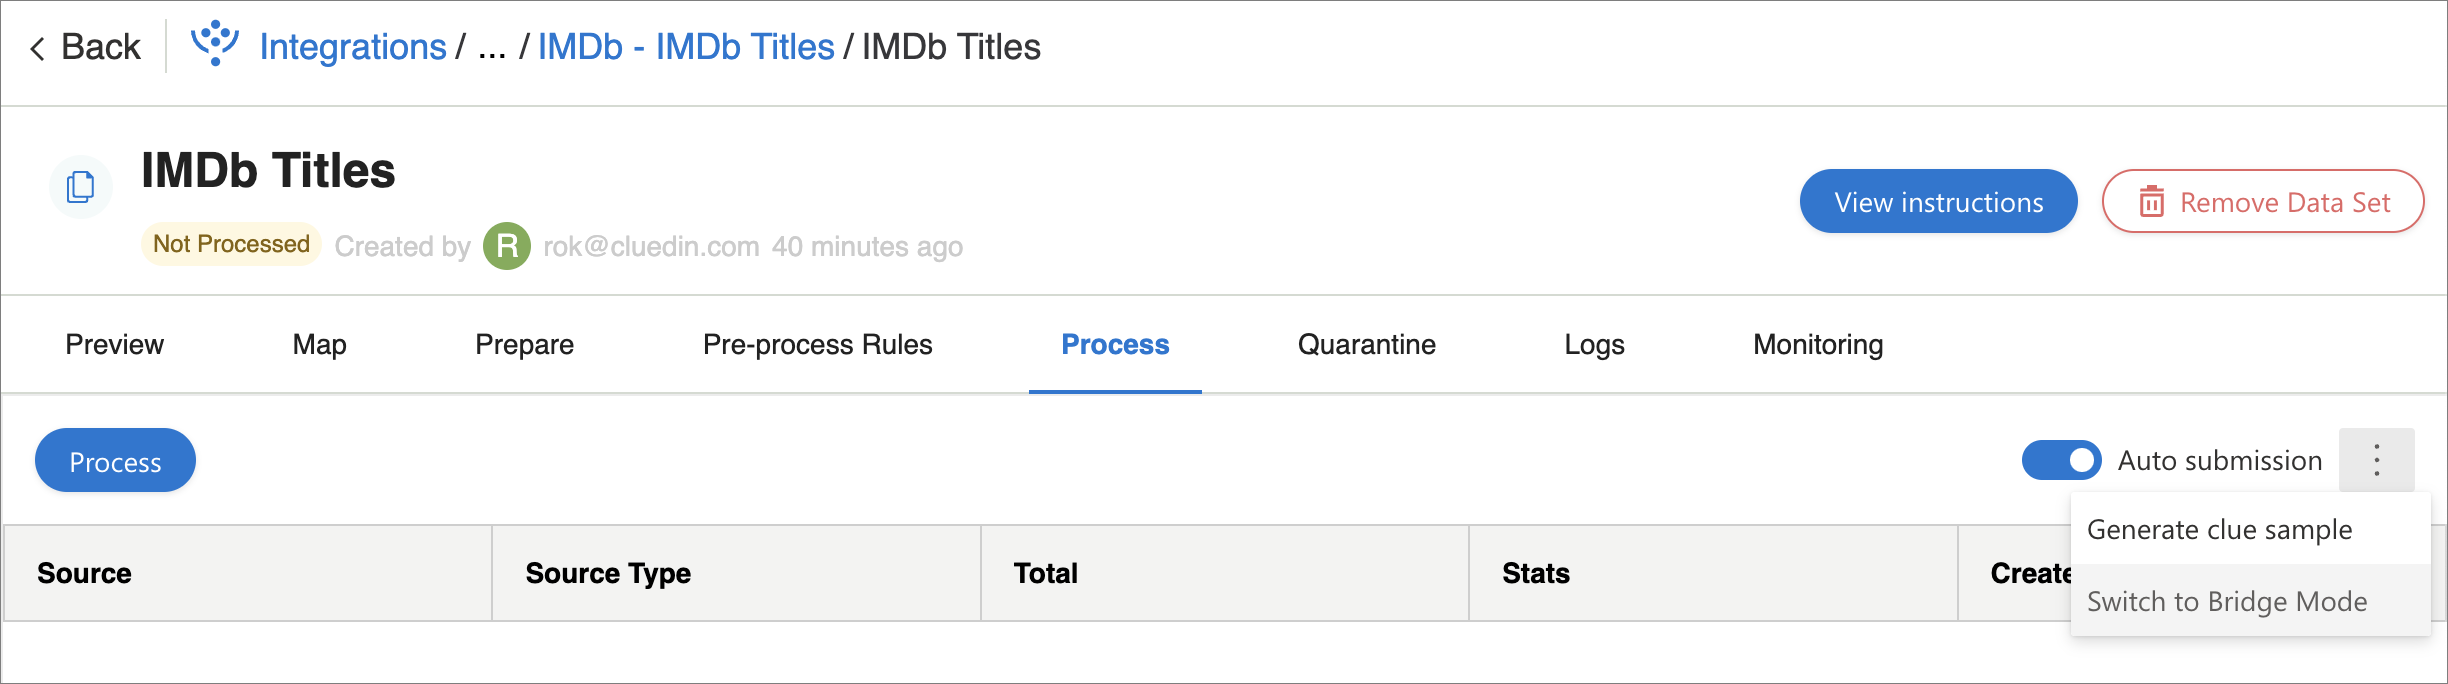 Back Integrations / ... / IMDb - IMDb Titles / IMDb Titles
IMDb Titles
Not Processed Created by R rok@cluedin.com 40 minutes ago
View instructions Remove Data Set
Preview Map Prepare Pre-process Rules Process Quarantine Logs Monitoring
Process Auto submission
Generate clue sample
Switch to Bridge Mode
Source Source Type Total Stats Create